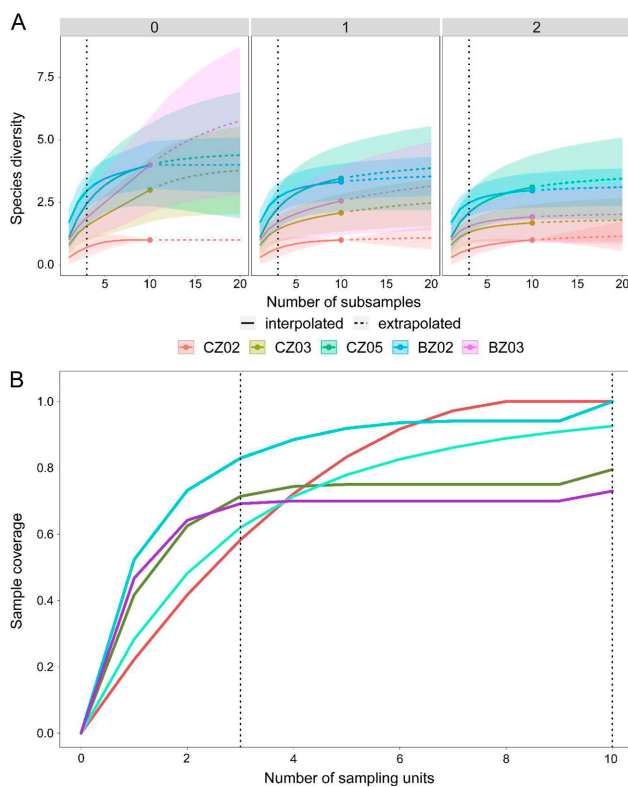 A
0 1 2
7.5
5.0
2.5
0.0
Species diversity
5 10 15 20 5 10 15 20 5 10 15 20
Number of subsamples
interpolated extrapolated
CZ02 CZ03 CZ05 BZ02 BZ03
B
1.0
0.8
0.6
0.4
0.2
0.0
Sample coverage
0 2 4 6 8 10
Number of sampling units